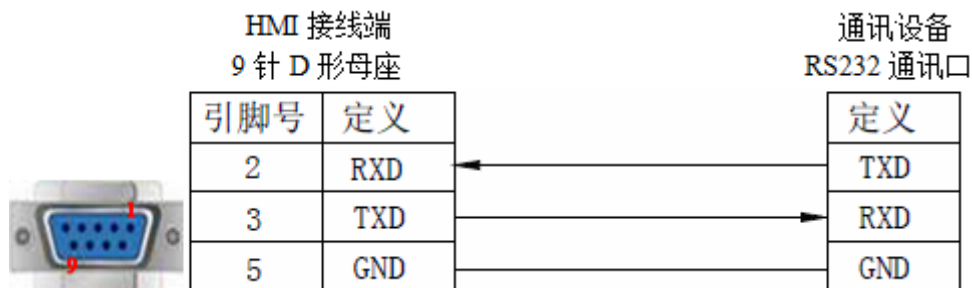 HMI 接线端
9 针 D 形母座
通讯设备
RS232 通讯口
引脚号 定义 定义
2 RXD TXD
3 TXD RXD
5 GND GND
1
9